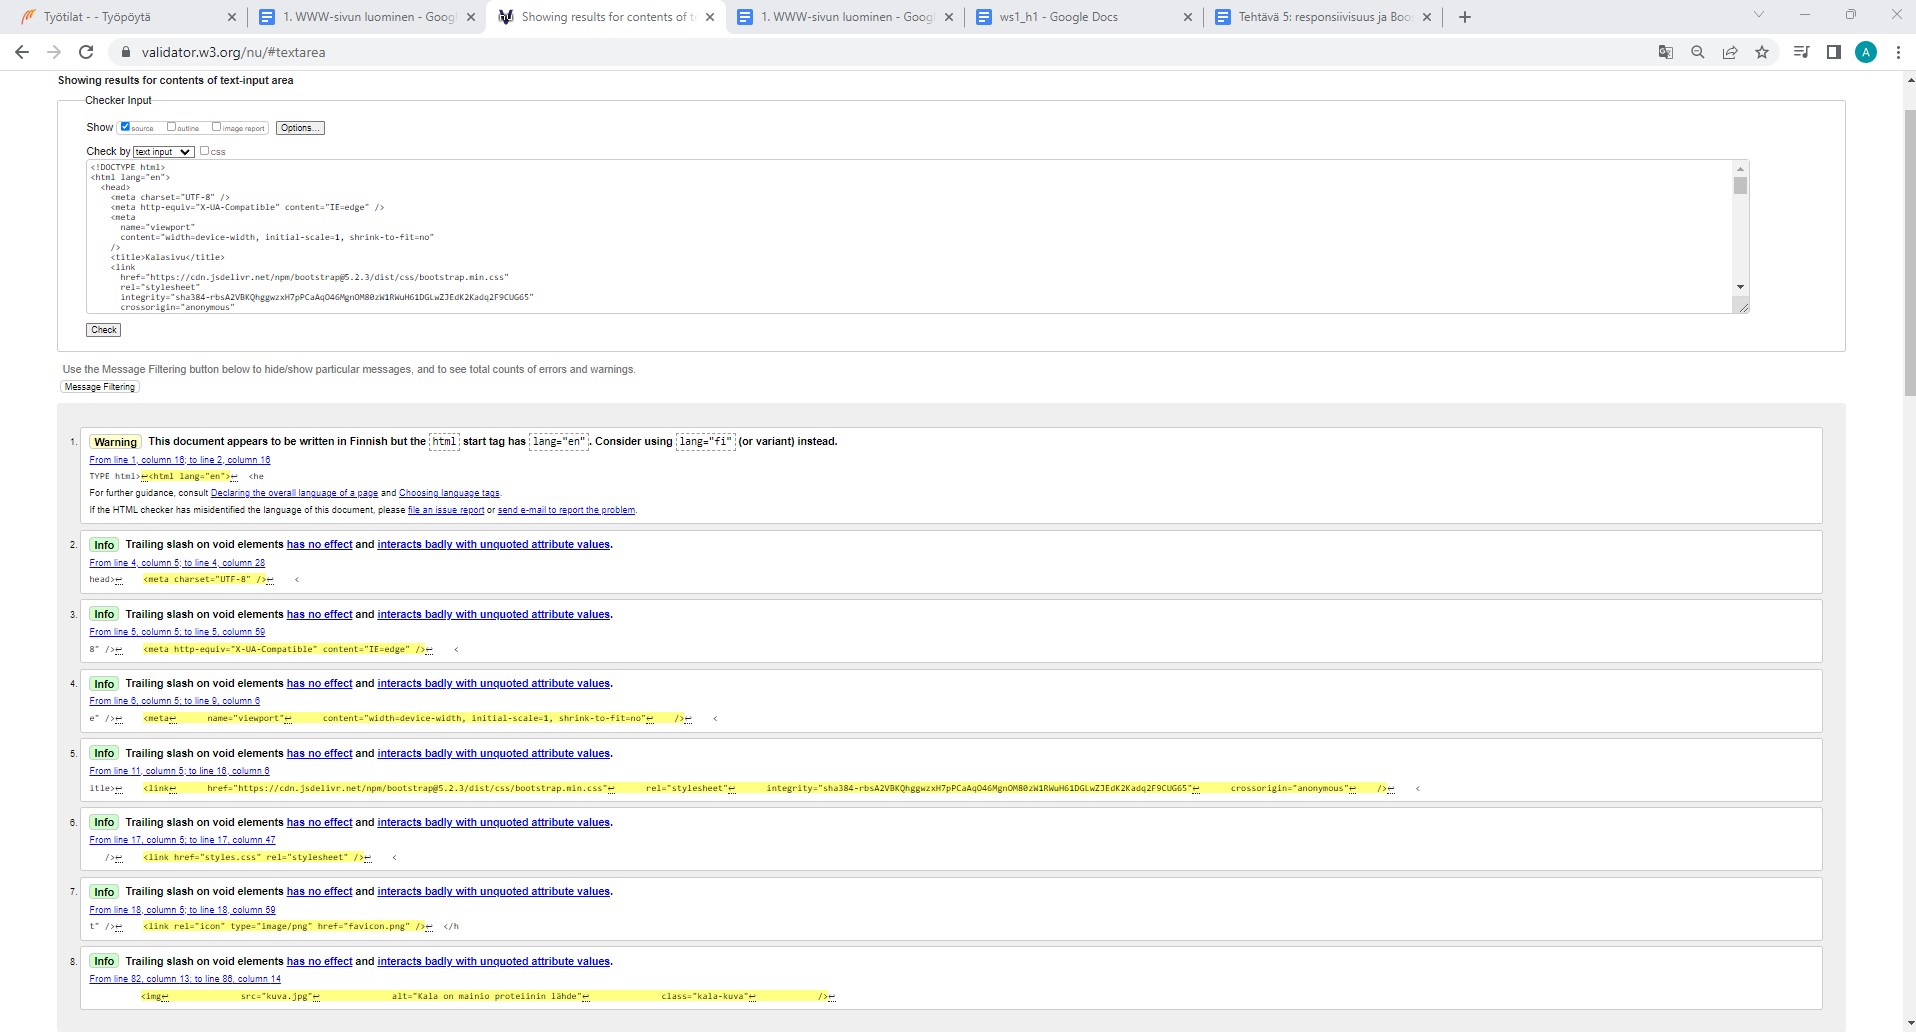 Työtilat - - Työpöytä
1. WWW-sivun luominen - Googl
Showing results for contents of t
1. WWW-sivun luominen - Googl
ws1_h1 - Google Docs
Tehtävä 5: responsiivisuus ja Boo
validator.w3.org/nu/#textarea
A
Showing results for contents of text-input area
Checker Input
Show source outline image report Options...
Check by text input css
<!DOCTYPE html>
<html lang="en">
<head>
<meta charset="UTF-8" />
<meta http-equiv="X-UA-Compatible" content="IE=edge" />
<meta
name="viewport"
content="width=device-width, initial-scale=1, shrink-to-fit=no"
/>
<title>Kalasivu</title>
<link
href="https://cdn.jsdelivr.net/npm/bootstrap@5.2.3/dist/css/bootstrap.min.css"
rel="stylesheet"
integrity="sha384-rbsA2VBKQhggwzxH7pPCaAqO46MgnOM80zW1RWuH61DGLwZJEdK2Kadq2F9CUG65"
crossorigin="anonymous"
Check
Use the Message Filtering button below to hide/show particular messages, and to see total counts of errors and warnings.
Message Filtering
1. Warning This document appears to be written in Finnish but the html start tag has lang="en". Consider using lang="fi" (or variant) instead.
From line 1, column 16; to line 2, column 16
TYPE html>↩<html lang="en">↩ <he
For further guidance, consult Declaring the overall language of a page and Choosing language tags.
If the HTML checker has misidentified the language of this document, please file an issue report or send e-mail to report the problem.
2. Info Trailing slash on void elements has no effect and interacts badly with unquoted attribute values.
From line 4, column 5; to line 4, column 28
head>↩ <meta charset="UTF-8" />↩ <
3. Info Trailing slash on void elements has no effect and interacts badly with unquoted attribute values.
From line 5, column 5; to line 5, column 59
8" />↩ <meta http-equiv="X-UA-Compatible" content="IE=edge" />↩ <
4. Info Trailing slash on void elements has no effect and interacts badly with unquoted attribute values.
From line 6, column 5; to line 9, column 6
e" />↩ <meta↩ name="viewport"↩ content="width=device-width, initial-scale=1, shrink-to-fit=no"↩ />↩ <
5. Info Trailing slash on void elements has no effect and interacts badly with unquoted attribute values.
From line 11, column 5; to line 16, column 6
itle>↩ <link↩ href="https://cdn.jsdelivr.net/npm/bootstrap@5.2.3/dist/css/bootstrap.min.css"↩ rel="stylesheet"↩ integrity="sha384-rbsA2VBKQhggwzxH7pPCaAqO46MgnOM80zW1RWuH61DGLwZJEdK2Kadq2F9CUG65"↩ crossorigin="anonymous"↩ />↩ <
6. Info Trailing slash on void elements has no effect and interacts badly with unquoted attribute values.
From line 17, column 5; to line 17, column 47
/>↩ <link href="styles.css" rel="stylesheet" />↩ <
7. Info Trailing slash on void elements has no effect and interacts badly with unquoted attribute values.
From line 18, column 5; to line 18, column 59
t" />↩ <link rel="icon" type="image/png" href="favicon.png" />↩ </h
8. Info Trailing slash on void elements has no effect and interacts badly with unquoted attribute values.
From line 82, column 13; to line 86, column 14
<img↩ src="kuva.jpg"↩ alt="Kala on mainio proteiinin lähde"↩ class="kala-kuva"↩ />↩